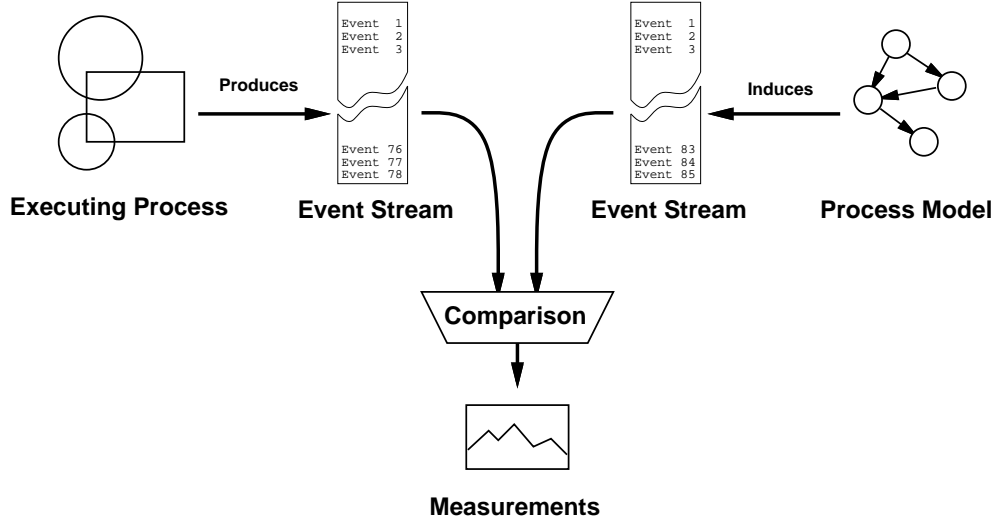 Event 1
Event 2
Event 3
Event 76
Event 77
Event 78
Produces
Executing Process
Event Stream
Event 1
Event 2
Event 3
Event 83
Event 84
Event 85
Induces
Event Stream
Process Model
Comparison
Measurements